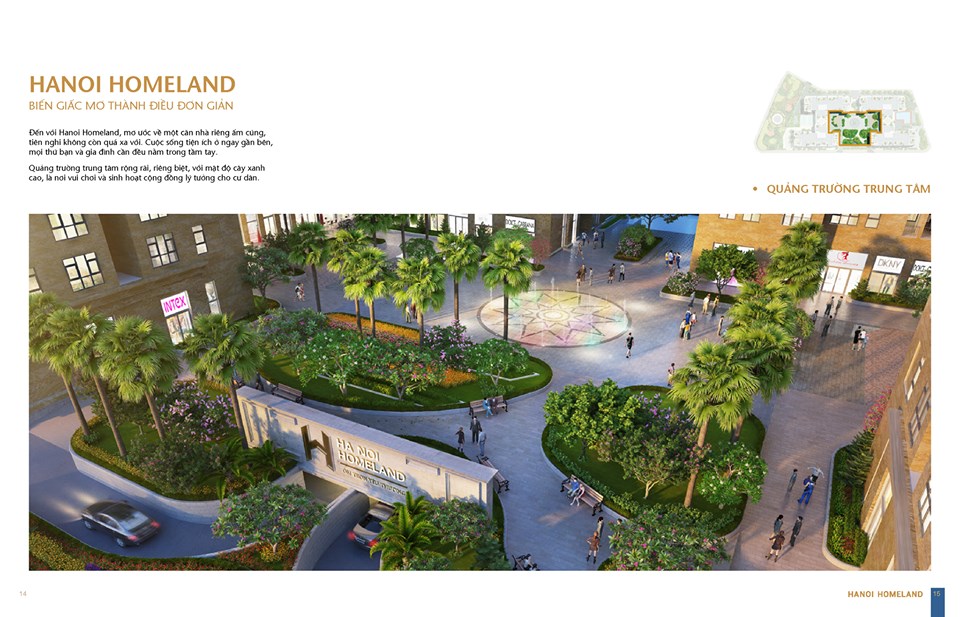 HANOI HOMELAND
BIẾN GIẤC MƠ THÀNH ĐIỀU ĐƠN GIẢN
Đến với Hanoi Homeland, mơ ước về một căn nhà riêng ấm cúng,
tiện nghi không còn quá xa vời. Cuộc sống tiện ích ở ngay gần bên,
mọi thứ bạn và gia đình cần đều nằm trong tầm tay.
Quảng trường trung tâm rộng rãi, riêng biệt, với mật độ cây xanh
cao, là nơi vui chơi và sinh hoạt cộng đồng lý tưởng cho cư dân.
• QUẢNG TRƯỜNG TRUNG TÂM
INTEX
DKNY
HA NOI
HOMELAND
14
HANOI HOMELAND
15